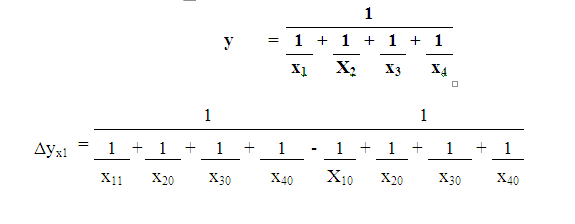 1
y = 1 + 1 + 1 + 1
x1 X2 x3 x4
1 1
Δyx1 = 1 + 1 + 1 + 1 - 1 + 1 + 1 + 1
x11 x20 x30 x40 X10 x20 x30 x40